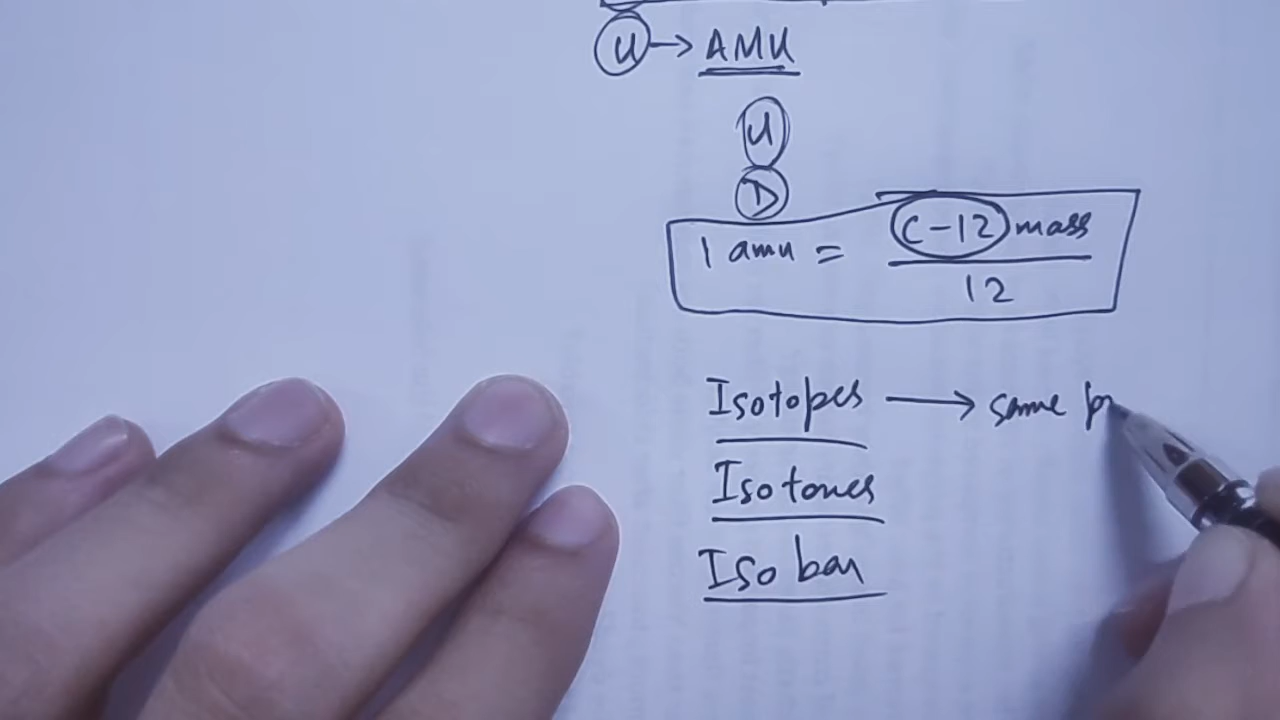 U → AMU
U
D
1 amu = C-12 mass
12
Isotopes → same
Isotones
Isobar